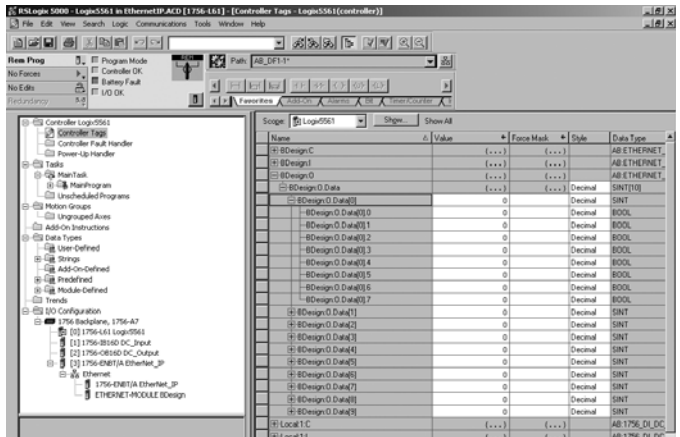 RSLogix 5000 - Logix5561 in EthernetIP.ACD [1756-L61] - [Controller Tags - Logix5561(controller)]
File Edit View Search Logic Communications Tools Window Help
Rem Prog
No Forces
No Edits
Redundancy
Program Mode
Controller OK
Battery Fault
I/O OK
Path: AB_DF1-1*
Favorites Add-On Alarms Bit Timer/Counter
Controller Logix5561
Controller Tags
Controller Fault Handler
Power-Up Handler
Tasks
MainTask
MainProgram
Unscheduled Programs
Motion Groups
Ungrouped Axes
Add-On Instructions
Data Types
User-Defined
Strings
Add-On-Defined
Predefined
Module-Defined
Trends
I/O Configuration
1756 Backplane, 1756-A7
[0] 1756-L61 Logix5561
[1] 1756-IB16D DC_Input
[2] 1756-OB16D DC_Output
[3] 1756-ENBT/A EtherNet_IP
Ethernet
1756-ENBT/A EtherNet_IP
ETHERNET-MODULE BDesign
Scope: Logix5561 Show... Show All
Name Value Force Mask Style Data Type
BDesign:C {...} {...} AB:ETHERNET_
BDesign:I {...} {...} AB:ETHERNET_
BDesign:O {...} {...} AB:ETHERNET_
BDesign:O.Data {...} {...} Decimal SINT[10]
BDesign:O.Data[0] 0 Decimal SINT
BDesign:O.Data[0].0 0 Decimal BOOL
BDesign:O.Data[0].1 0 Decimal BOOL
BDesign:O.Data[0].2 0 Decimal BOOL
BDesign:O.Data[0].3 0 Decimal BOOL
BDesign:O.Data[0].4 0 Decimal BOOL
BDesign:O.Data[0].5 0 Decimal BOOL
BDesign:O.Data[0].6 0 Decimal BOOL
BDesign:O.Data[0].7 0 Decimal BOOL
BDesign:O.Data[1] 0 Decimal SINT
BDesign:O.Data[2] 0 Decimal SINT
BDesign:O.Data[3] 0 Decimal SINT
BDesign:O.Data[4] 0 Decimal SINT
BDesign:O.Data[5] 0 Decimal SINT
BDesign:O.Data[6] 0 Decimal SINT
BDesign:O.Data[7] 0 Decimal SINT
BDesign:O.Data[8] 0 Decimal SINT
BDesign:O.Data[9] 0 Decimal SINT
Local:1:C {...} {...} AB:1756_DI_DC